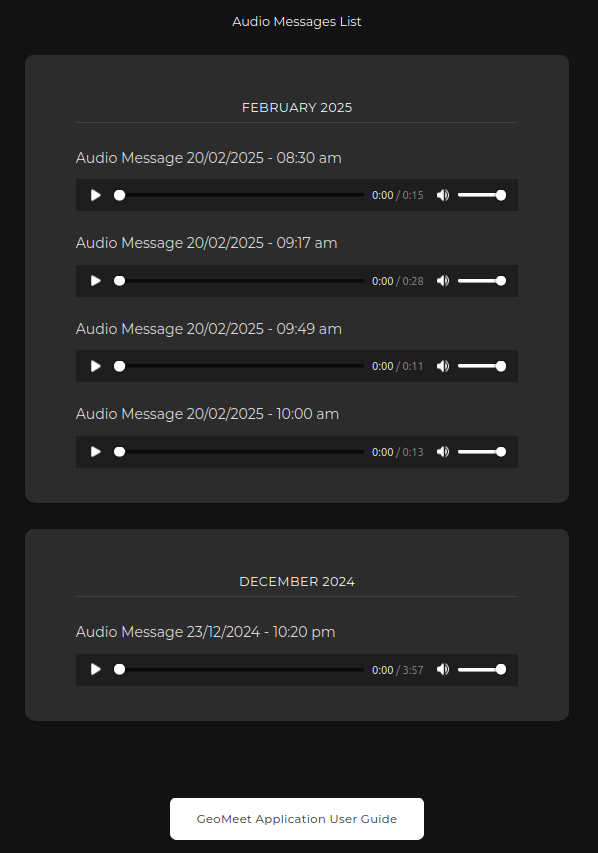 Audio Messages List
FEBRUARY 2025
Audio Message 20/02/2025 - 08:30 am
0:00 / 0:15
Audio Message 20/02/2025 - 09:17 am
0:00 / 0:28
Audio Message 20/02/2025 - 09:49 am
0:00 / 0:11
Audio Message 20/02/2025 - 10:00 am
0:00 / 0:13
DECEMBER 2024
Audio Message 23/12/2024 - 10:20 pm
0:00 / 3:57
GeoMeet Application User Guide